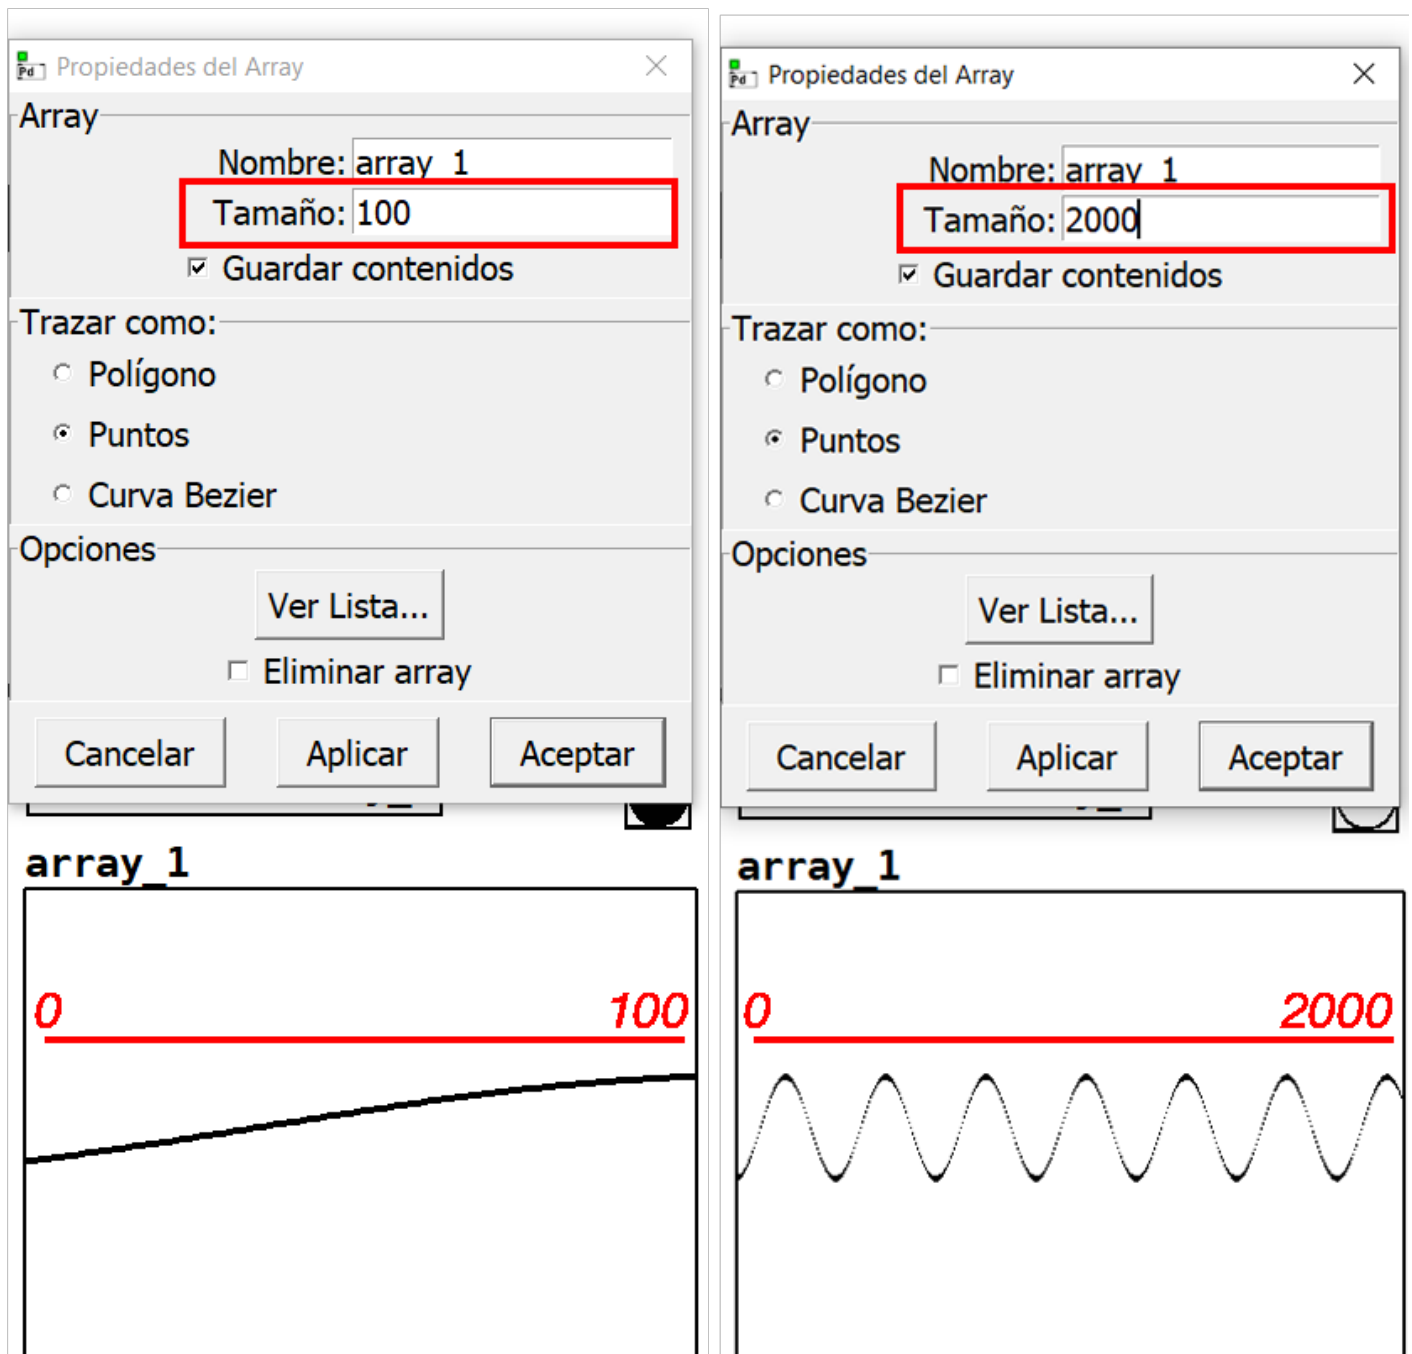 Pd Propiedades del Array
Array
Nombre: array_1
Tamaño: 100
Guardar contenidos
Trazar como:
Polígono
Puntos
Curva Bezier
Opciones
Ver Lista...
Eliminar array
Cancelar Aplicar Aceptar
array_1
0 100
Pd Propiedades del Array
Array
Nombre: array_1
Tamaño: 2000
Guardar contenidos
Trazar como:
Polígono
Puntos
Curva Bezier
Opciones
Ver Lista...
Eliminar array
Cancelar Aplicar Aceptar
array_1
0 2000